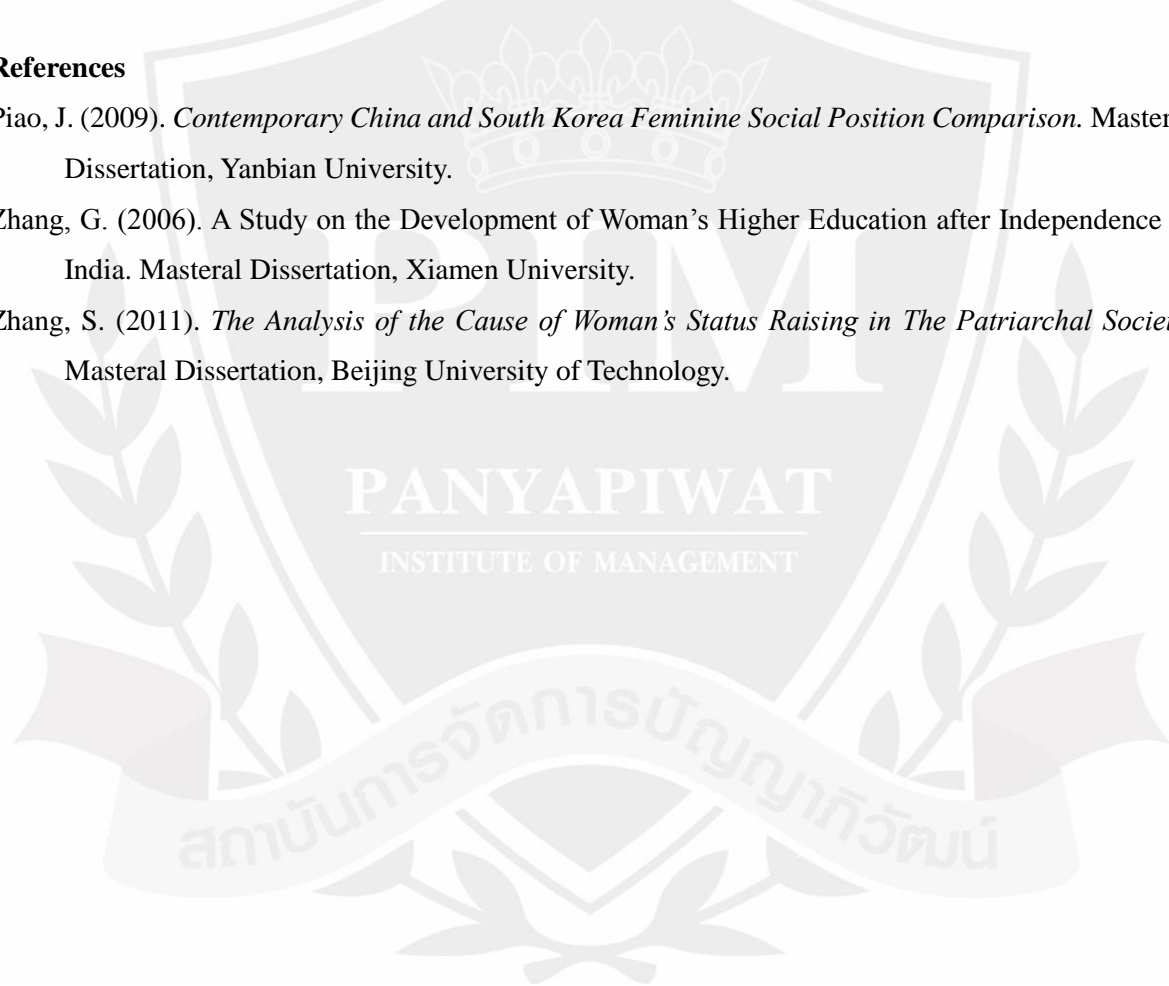 References
Piao, J. (2009). Contemporary China and South Korea Feminine Social Position Comparison. Master
Dissertation, Yanbian University.
Zhang, G. (2006). A Study on the Development of Woman’s Higher Education after Independence
India. Masteral Dissertation, Xiamen University.
Zhang, S. (2011). The Analysis of the Cause of Woman’s Status Raising in The Patriarchal Societ
Masteral Dissertation, Beijing University of Technology.
PIM
PANYAPIWAT
INSTITUTE OF MANAGEMENT
สถาบันการจัดการปัญญาภิวัฒน์